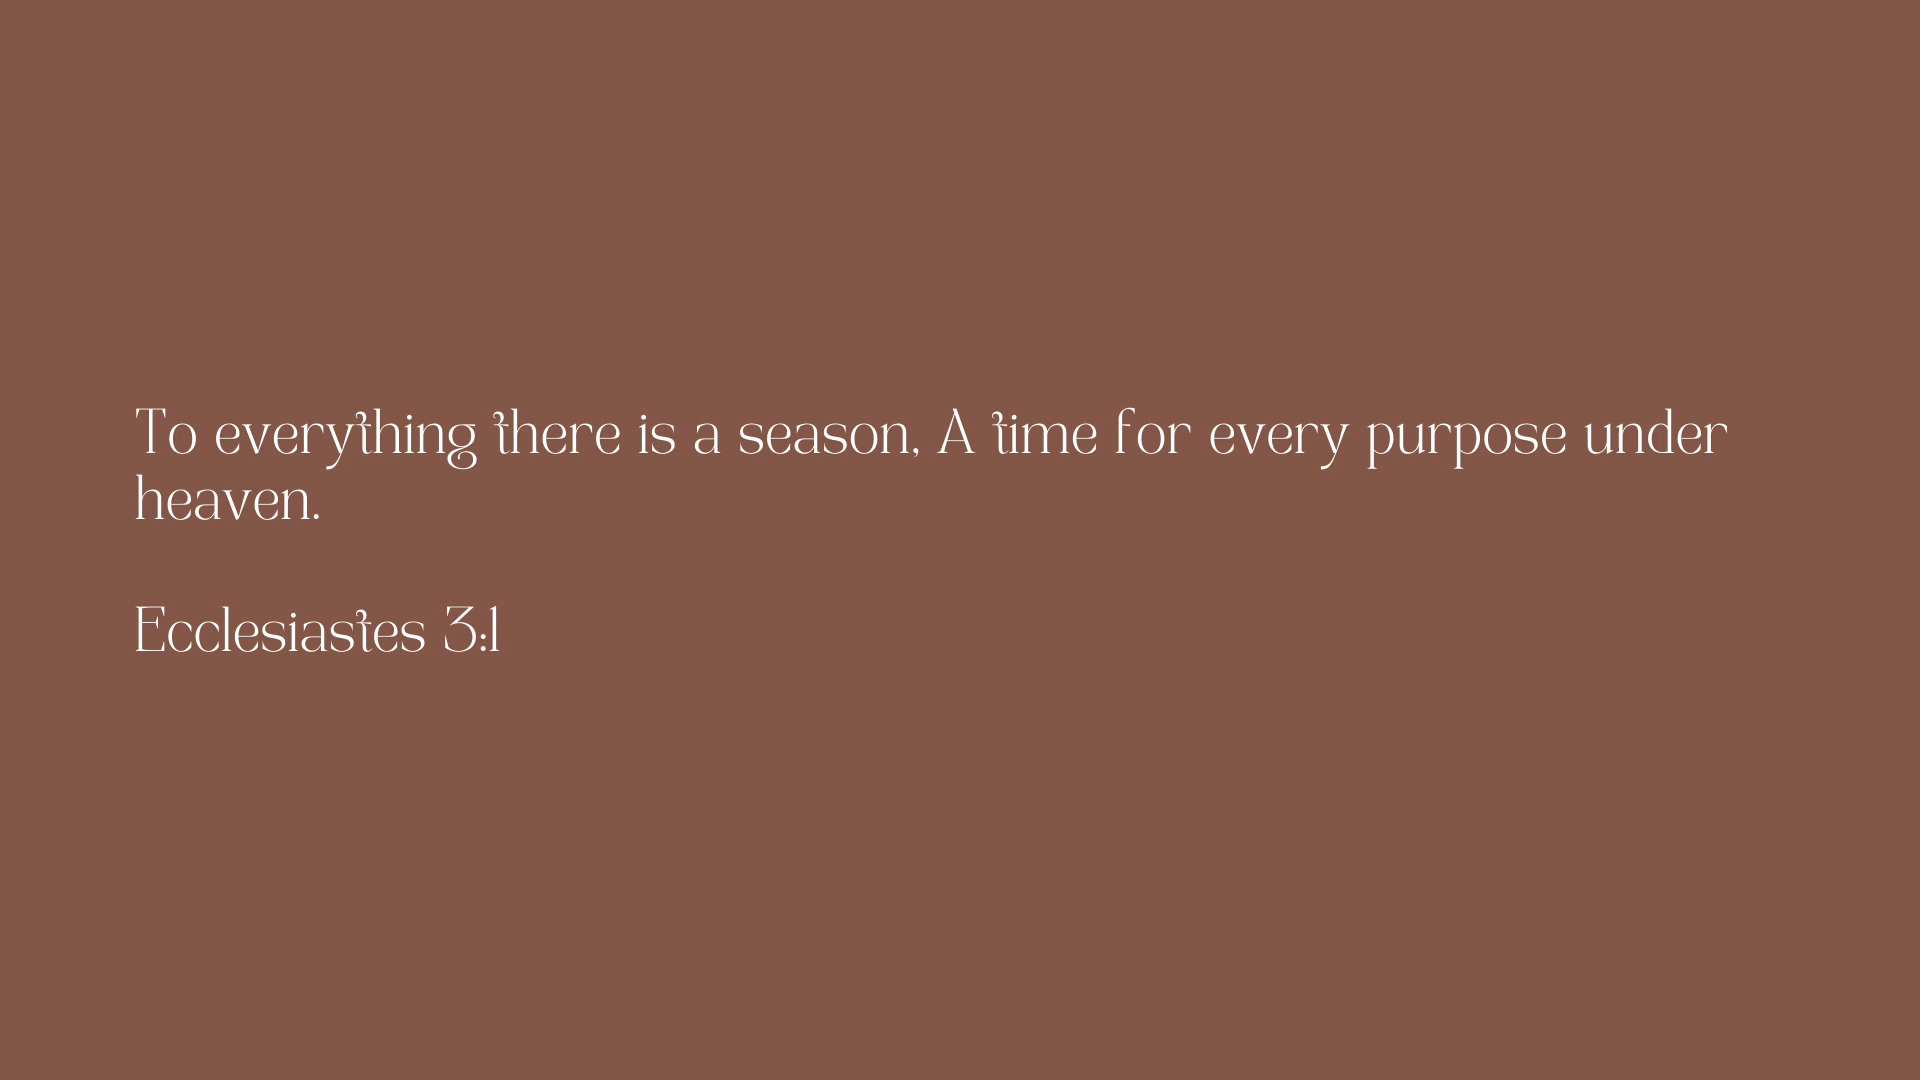 To everything there is a season, A time for every purpose under
heaven.
Ecclesiastes 3:1